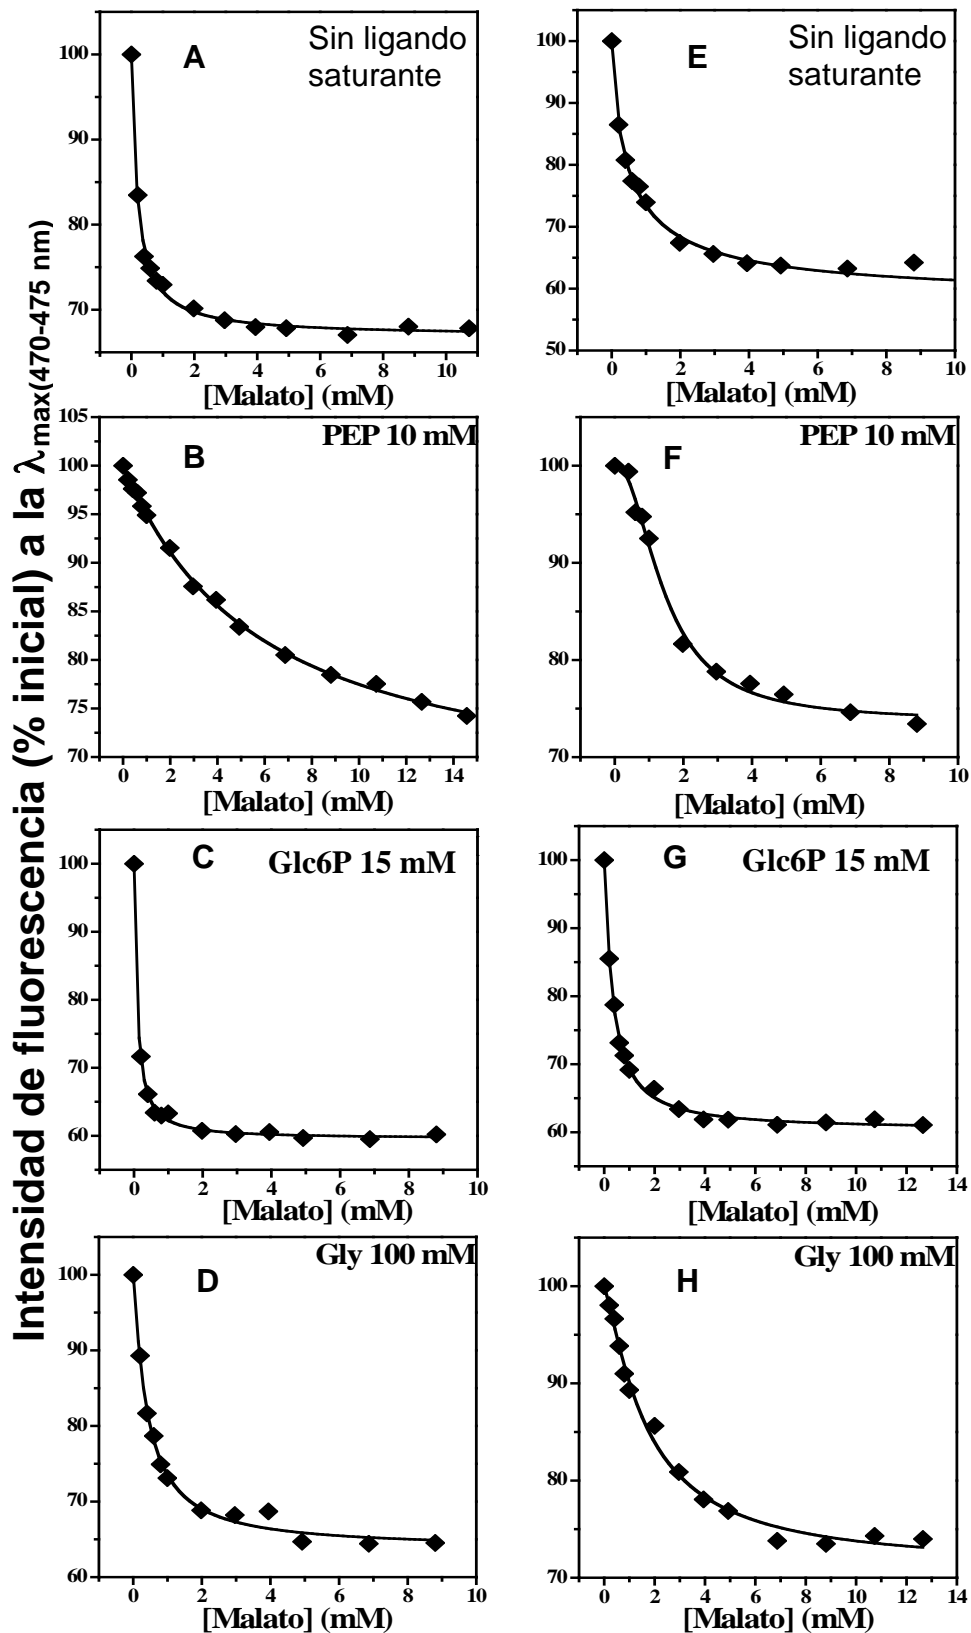 Intensidad de fluorescencia (% inicial) a la λmax(470-475 nm)
A
Sin ligando
saturante
100
90
80
70
0 2 4 6 8 10
[Malato] (mM)
E
Sin ligando
saturante
100
90
80
70
60
50
0 2 4 6 8 10
[Malato] (mM)
B
PEP 10 mM
105
100
95
90
85
80
75
70
0 2 4 6 8 10 12 14
[Malato] (mM)
F
PEP 10 mM
100
90
80
70
0 2 4 6 8 10
[Malato] (mM)
C
Glc6P 15 mM
100
90
80
70
60
0 2 4 6 8 10
[Malato] (mM)
G
Glc6P 15 mM
100
90
80
70
60
0 2 4 6 8 10 12 14
[Malato] (mM)
D
Gly 100 mM
100
90
80
70
60
0 2 4 6 8 10
[Malato] (mM)
H
Gly 100 mM
100
90
80
70
0 2 4 6 8 10 12 14
[Malato] (mM)